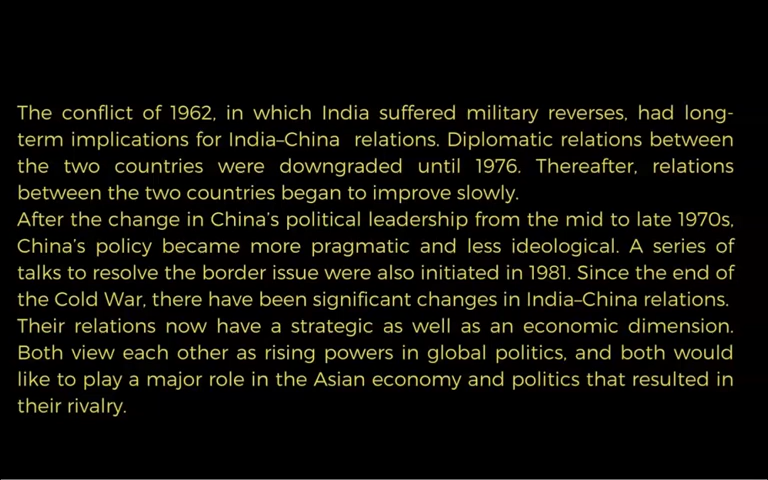 The conflict of 1962, in which India suffered military reverses, had long-
term implications for India–China relations. Diplomatic relations between
the two countries were downgraded until 1976. Thereafter, relations
between the two countries began to improve slowly.
After the change in China's political leadership from the mid to late 1970s,
China's policy became more pragmatic and less ideological. A series of
talks to resolve the border issue were also initiated in 1981. Since the end of
the Cold War, there have been significant changes in India–China relations.
Their relations now have a strategic as well as an economic dimension.
Both view each other as rising powers in global politics, and both would
like to play a major role in the Asian economy and politics that resulted in
their rivalry.